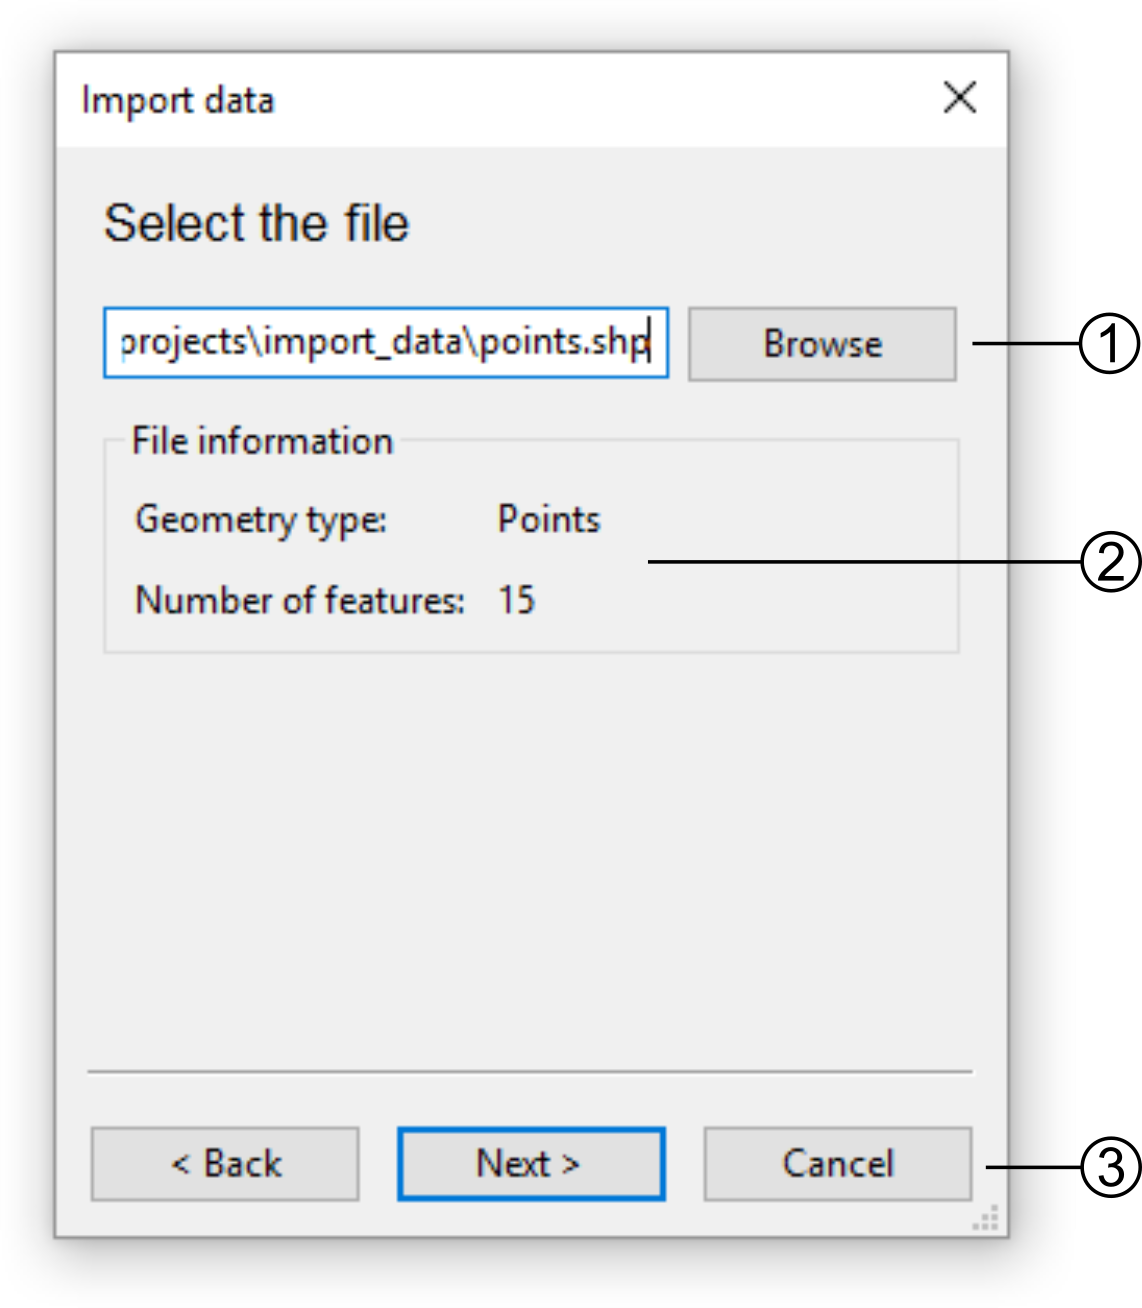 Import data
Select the file
projects\import_data\points.shp
Browse
①
File information
Geometry type: Points
②
Number of features: 15
< Back Next > Cancel
③